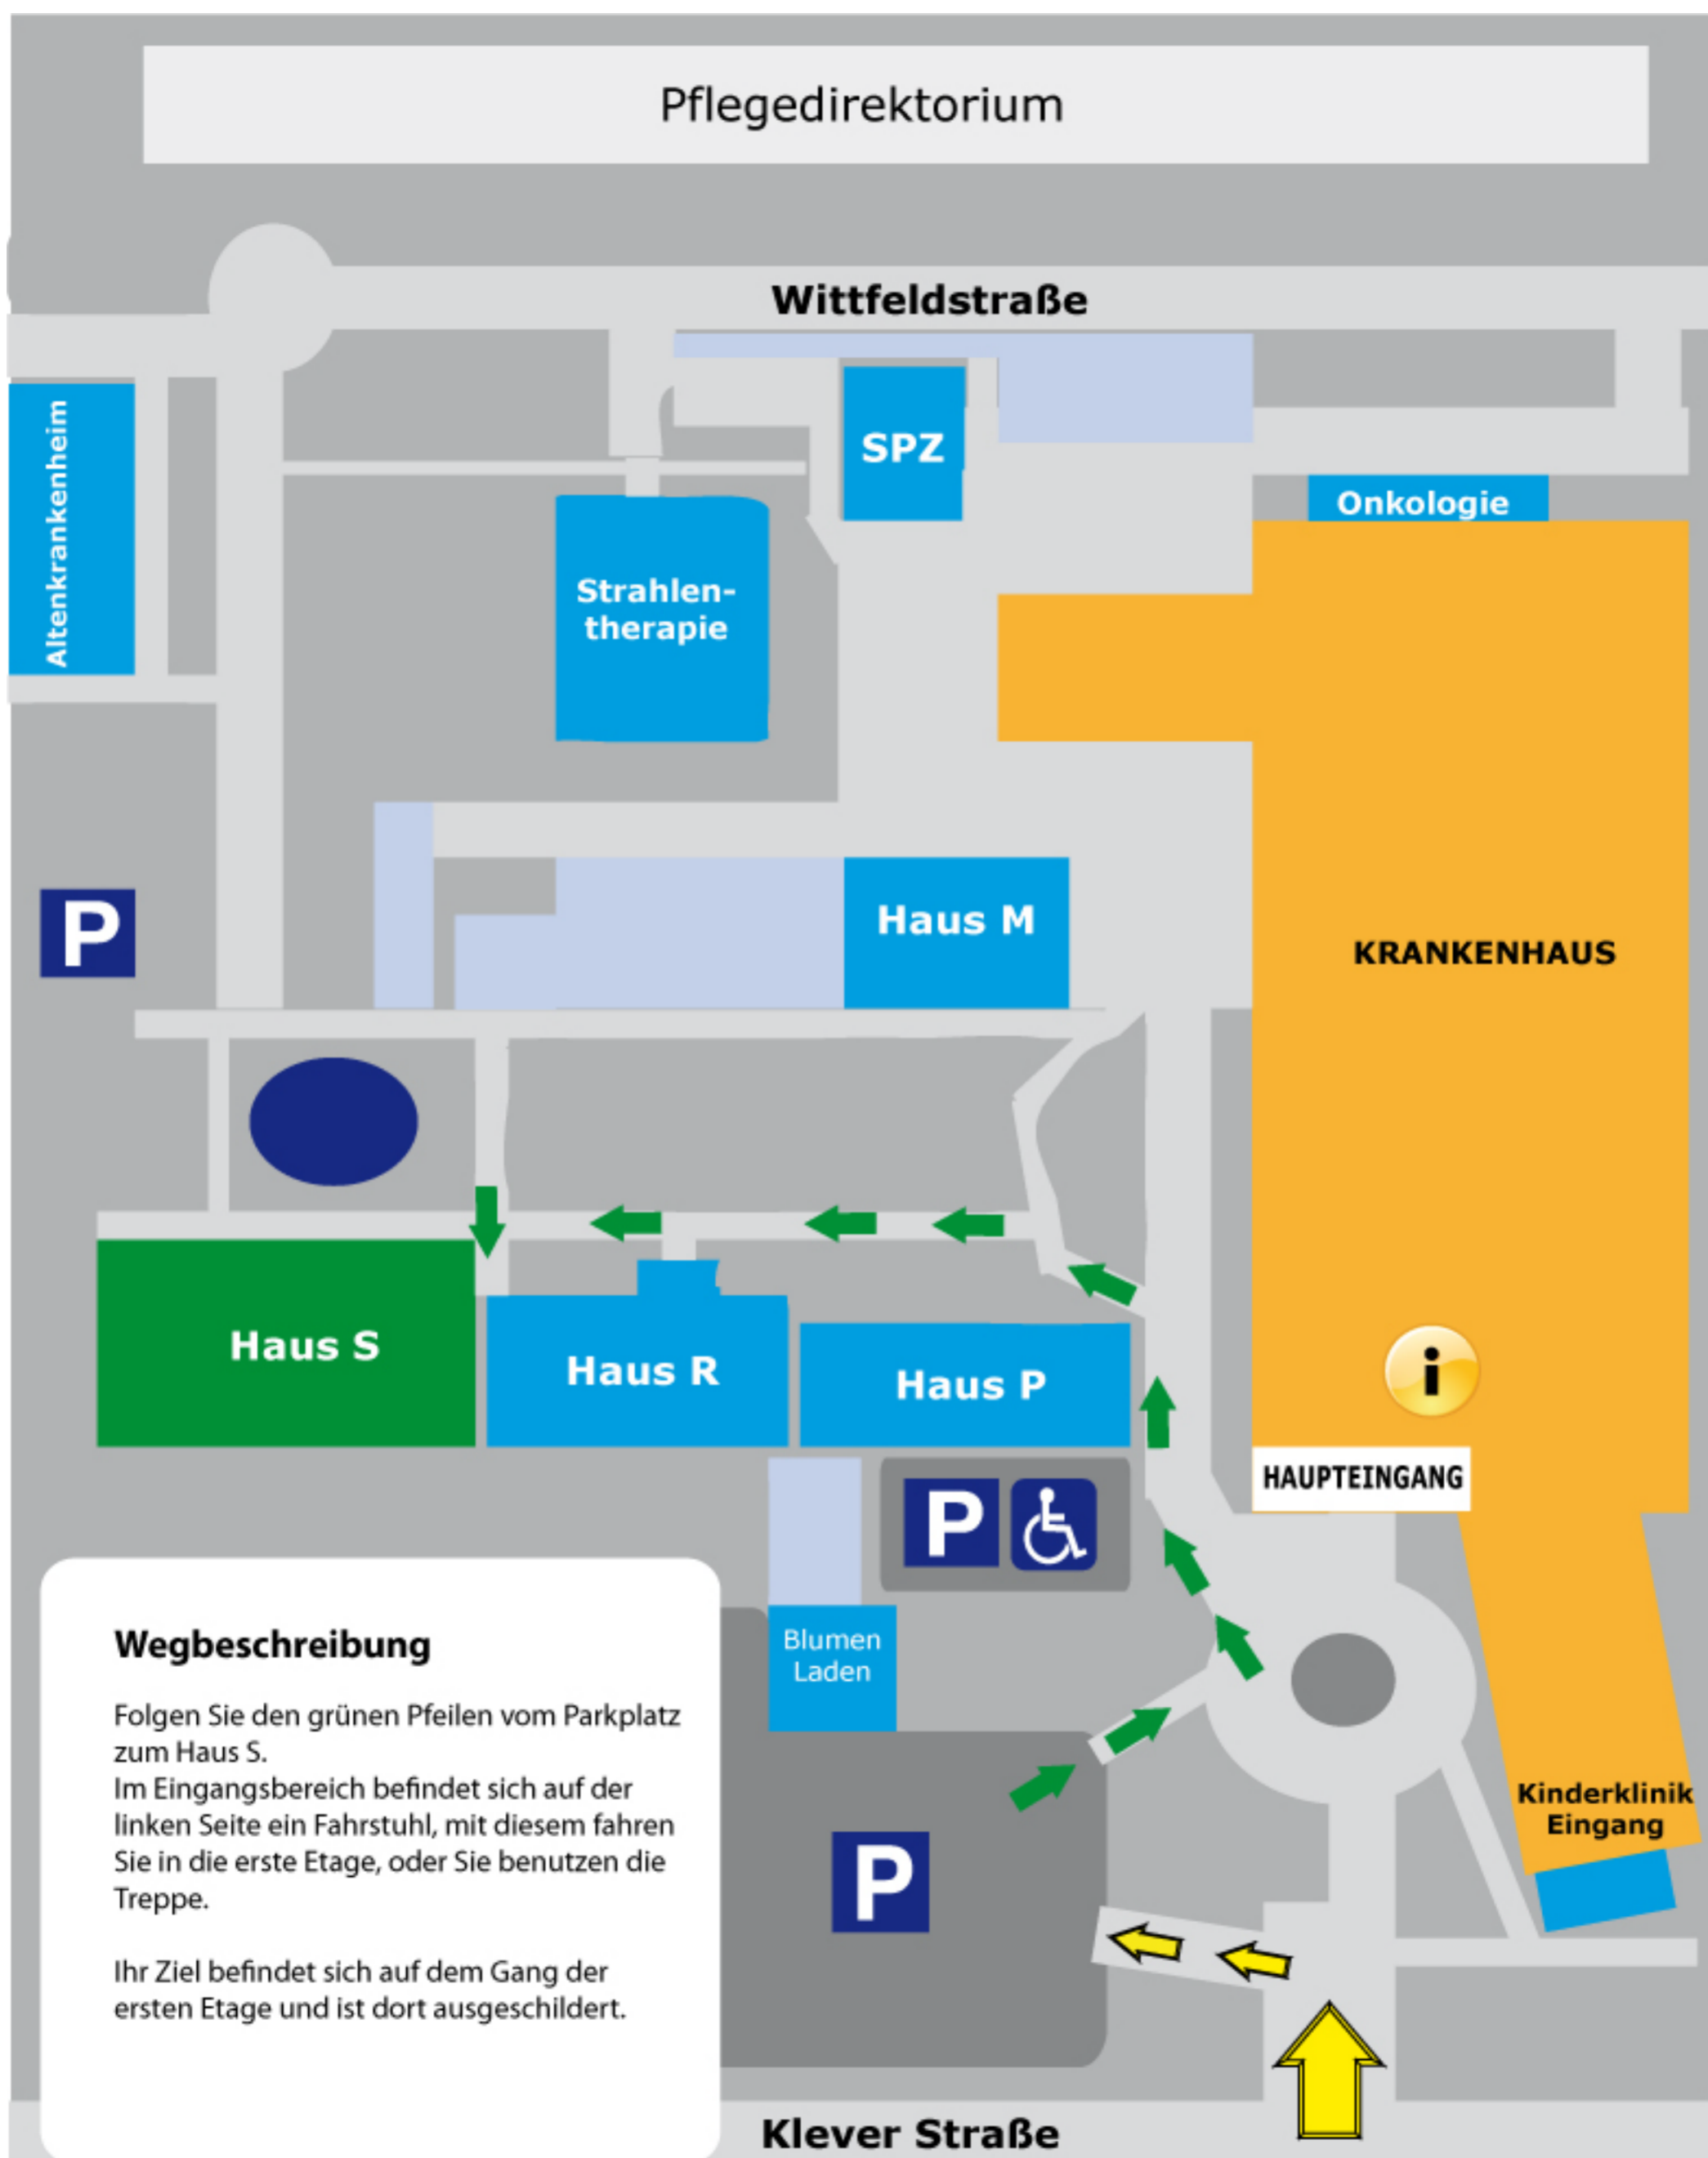 Pflegedirektorium
Wittfeldstraße
Altenkrankenheim
SPZ
Onkologie
Strahlen-
therapie
P
Haus M
KRANKENHAUS
Haus S
Haus R
Haus P
i
HAUPTEINGANG
P
Blumen
Laden
Wegbeschreibung
Folgen Sie den grünen Pfeilen vom Parkplatz
zum Haus S.
Im Eingangsbereich befindet sich auf der
linken Seite ein Fahrstuhl, mit diesem fahren
Sie in die erste Etage, oder Sie benutzen die
Treppe.
Ihr Ziel befindet sich auf dem Gang der
ersten Etage und ist dort ausgeschildert.
P
Kinderklinik
Eingang
Klever Straße